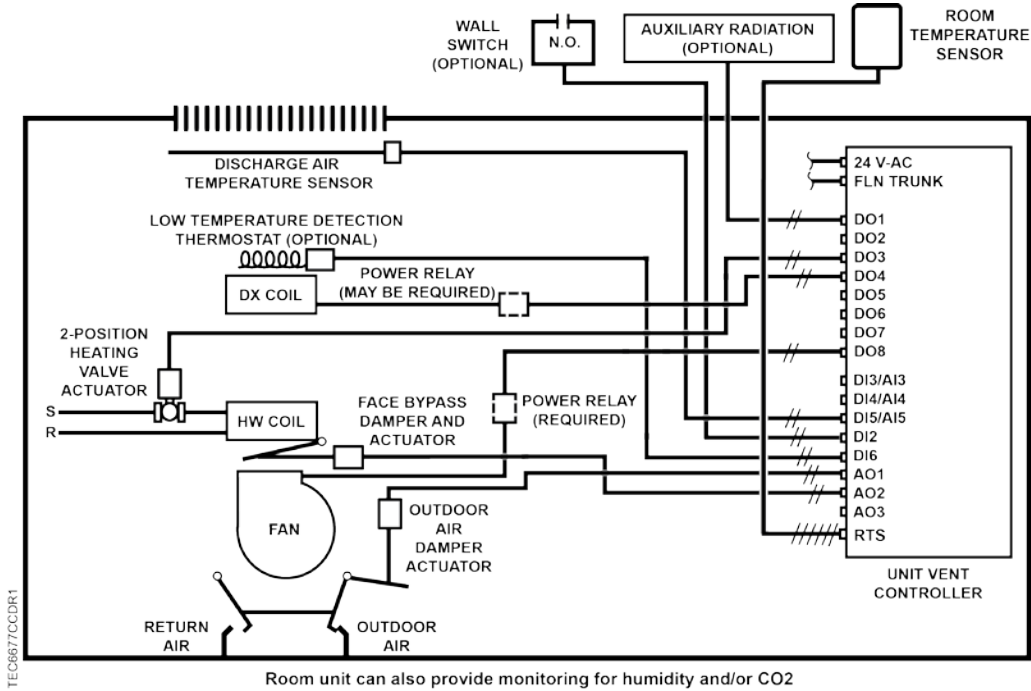 WALL
SWITCH
(OPTIONAL)
N.O.
AUXILIARY RADIATION
(OPTIONAL)
ROOM
TEMPERATURE
SENSOR
DISCHARGE AIR
TEMPERATURE SENSOR
24 V-AC
FLN TRUNK
LOW TEMPERATURE DETECTION
THERMOSTAT (OPTIONAL)
DO1
DO2
DO3
DO4
DO5
DO6
DO7
DO8
DX COIL
POWER RELAY
(MAY BE REQUIRED)
2-POSITION
HEATING
VALVE
ACTUATOR
S
R
HW COIL
FACE BYPASS
DAMPER AND
ACTUATOR
POWER RELAY
(REQUIRED)
DI3/AI3
DI4/AI4
DI5/AI5
DI2
DI6
AO1
AO2
AO3
RTS
FAN
OUTDOOR
AIR
DAMPER
ACTUATOR
UNIT VENT
CONTROLLER
RETURN
AIR
OUTDOOR
AIR
TEC6677CCDR1
Room unit can also provide monitoring for humidity and/or CO2